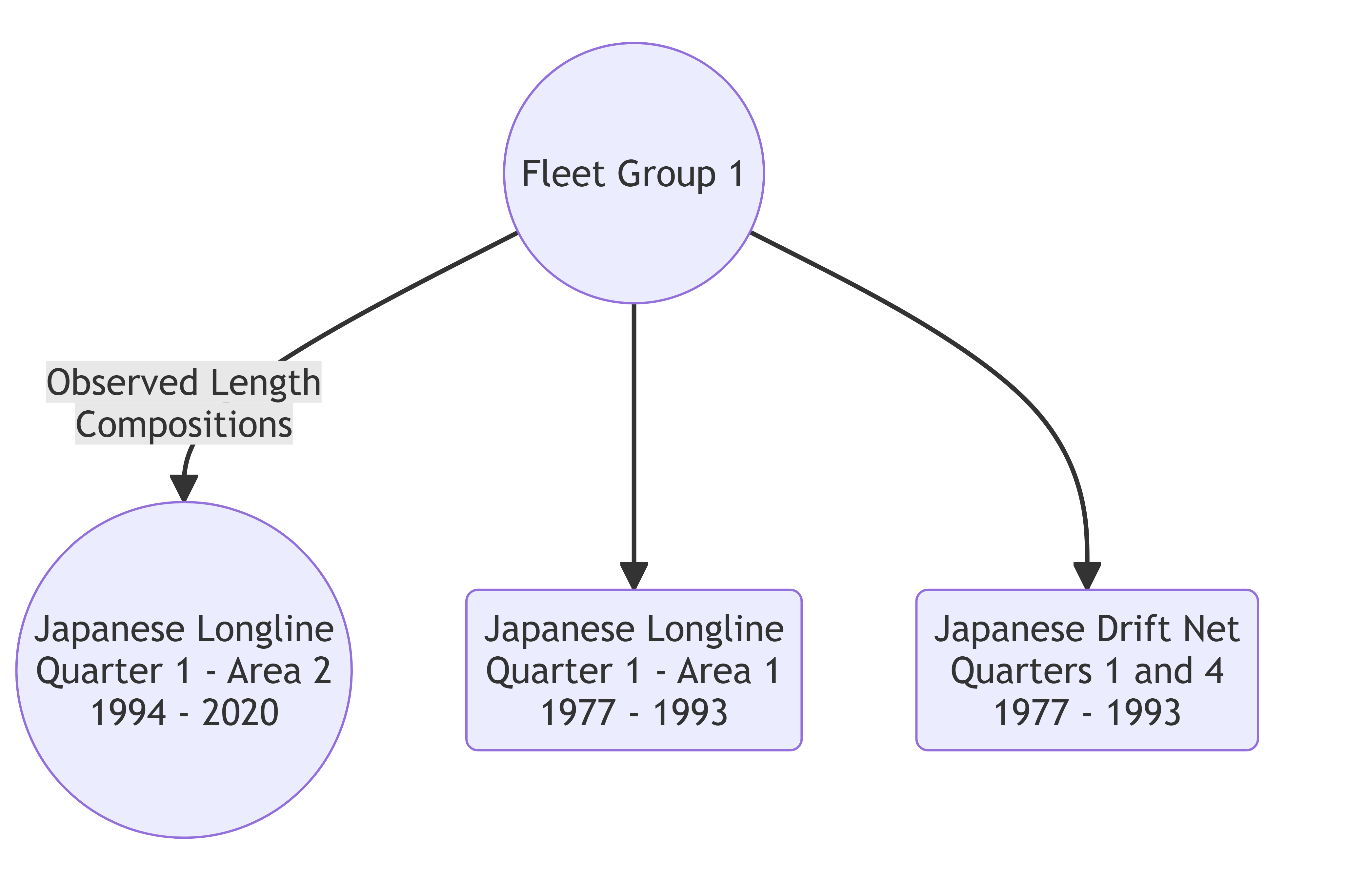 Fleet Group 1
Observed Length
Compositions
Japanese Longline
Quarter 1 - Area 2
1994 - 2020
Japanese Longline
Quarter 1 - Area 1
1977 - 1993
Japanese Drift Net
Quarters 1 and 4
1977 - 1993